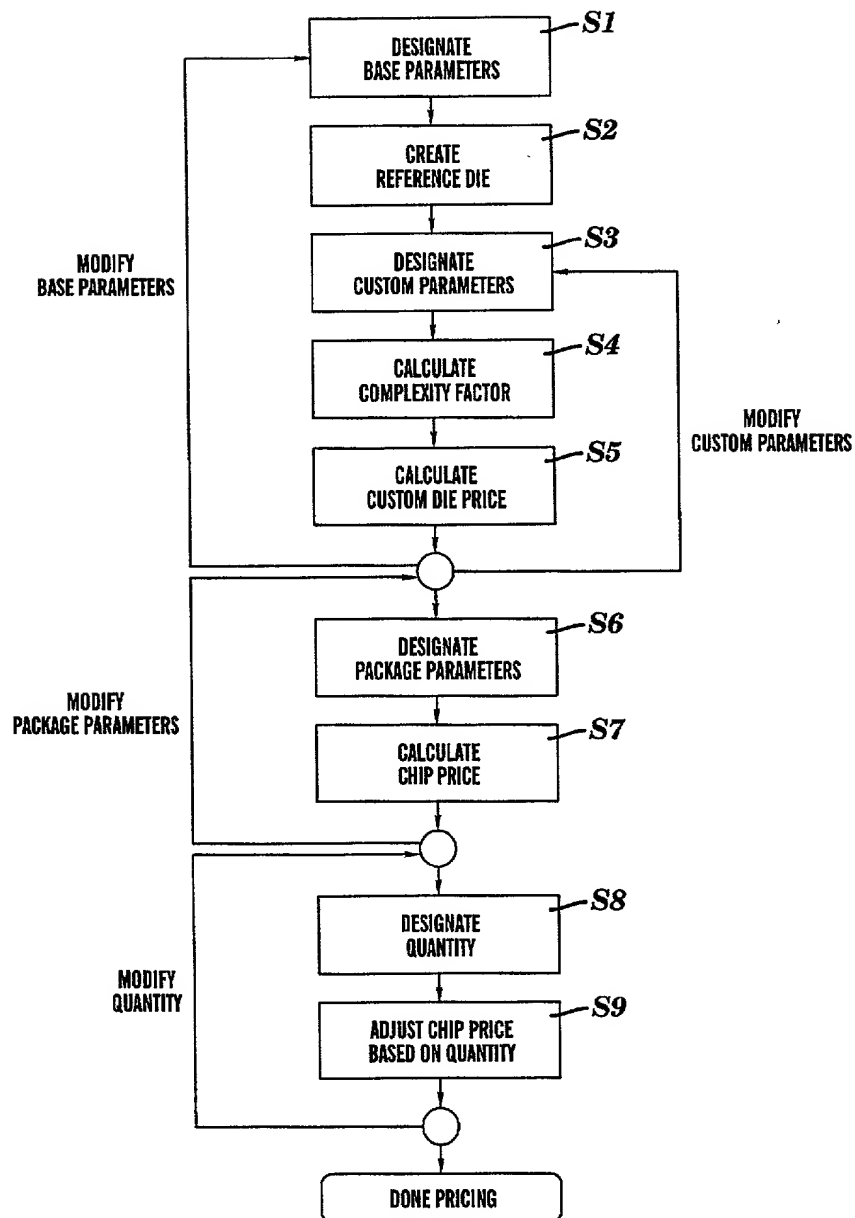 S1
DESIGNATE
BASE PARAMETERS
S2
CREATE
REFERENCE DIE
S3
DESIGNATE
CUSTOM PARAMETERS
MODIFY
BASE PARAMETERS
S4
CALCULATE
COMPLEXITY FACTOR
MODIFY
CUSTOM PARAMETERS
S5
CALCULATE
CUSTOM DIE PRICE
S6
DESIGNATE
PACKAGE PARAMETERS
MODIFY
PACKAGE PARAMETERS
S7
CALCULATE
CHIP PRICE
S8
DESIGNATE
QUANTITY
MODIFY
QUANTITY
S9
ADJUST CHIP PRICE
BASED ON QUANTITY
DONE PRICING